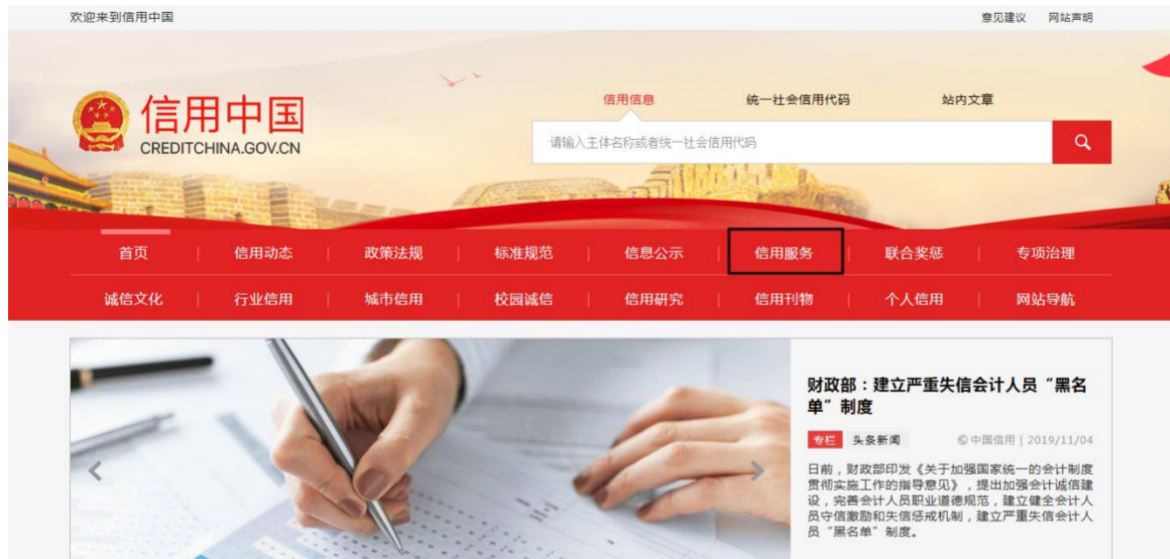 欢迎来到信用中国
意见建议 网站声明
信用信息 统一社会信用代码 站内文章
信用中国
CREDITCHINA.GOV.CN
请输入主体名称或者统一社会信用代码
首页 | 信用动态 | 政策法规 | 标准规范 | 信息公示 | 信用服务 | 联合奖惩 | 专项治理
诚信文化 | 行业信用 | 城市信用 | 校园诚信 | 信用研究 | 信用刊物 | 个人信用 | 网站导航
财政部：建立严重失信会计人员“黑名
单”制度
专栏 头条新闻 ©中国信用 | 2019/11/04
日前，财政部印发《关于加强国家统一的会计制度
贯彻实施工作的指导意见》，提出加强会计诚信建
设，完善会计人员职业道德规范，建立健全会计人
员守信激励和失信惩戒机制，建立严重失信会计人
员“黑名单”制度。